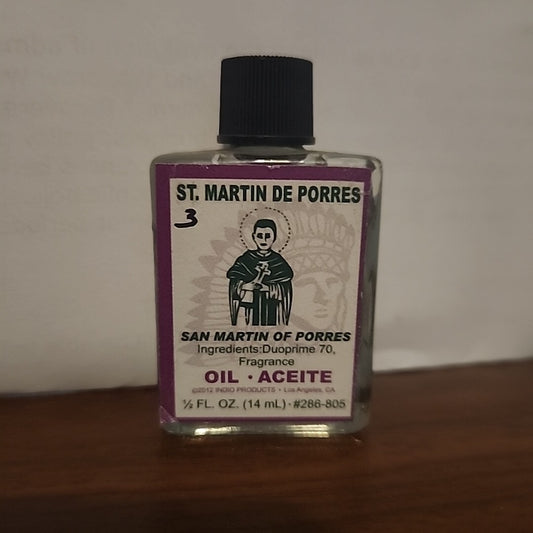 ST. MARTIN DE PORRES
3
SAN MARTIN OF PORRES
Ingredients:Duoprime 70,
Fragrance
OIL • ACEITE
©2012 INDIO PRODUCTS • Los Angeles, CA
½ FL. OZ. (14 mL) • #286-805